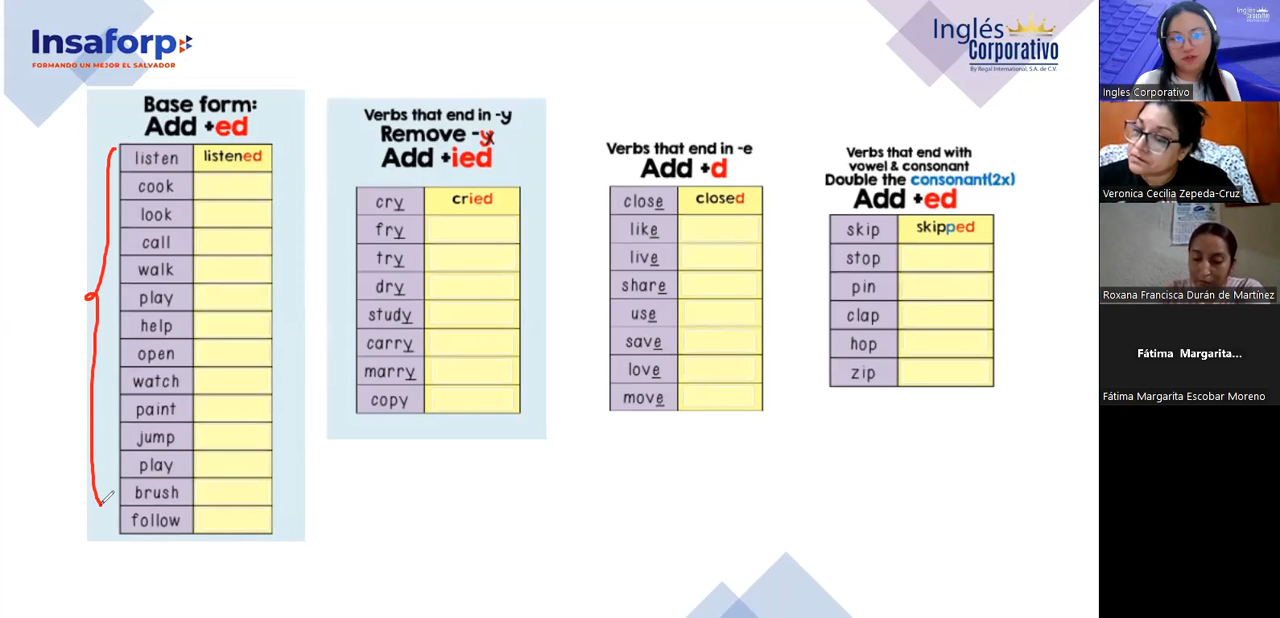 Insaforp
FORMANDO UN MEJOR EL SALVADOR
Inglés
Corporativo
By Regal International, S.A. de C.V.
Base form:
Add +ed
listen listened
cook
look
call
walk
play
help
open
watch
paint
jump
play
brush
follow
Verbs that end in -y
Remove -y
Add +ied
cry cried
fry
try
dry
study
carry
marry
copy
Verbs that end in -e
Add +d
close closed
like
live
share
use
save
love
move
Verbs that end with
vowel & consonant
Double the consonant(2x)
Add +ed
skip skipped
stop
pin
clap
hop
zip
Inglés
Ingles Corporativo
Veronica Cecilia Zepeda-Cruz
Roxana Francisca Durán de Martínez
Fátima Margarita...
Fátima Margarita Escobar Moreno